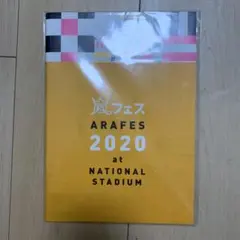 嵐フェス
ARAFES
2020
at
NATIONAL
STADIUM